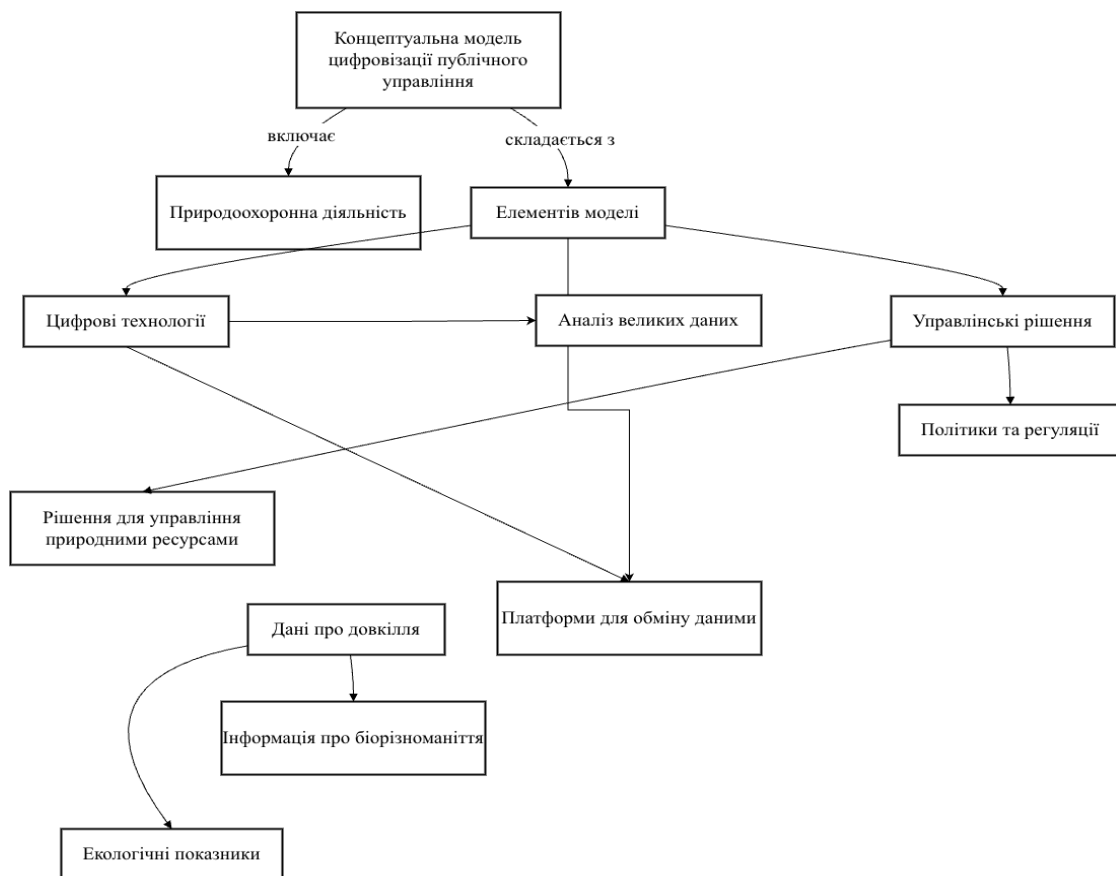 Концептуальна модель
цифровізації публічного
управління
включає
складається з
Природоохоронна діяльність
Елементів моделі
Цифрові технології
Аналіз великих даних
Управлінські рішення
Політики та регуляції
Рішення для управління
природними ресурсами
Платформи для обміну даними
Дані про довкілля
Інформація про біорізноманіття
Екологічні показники